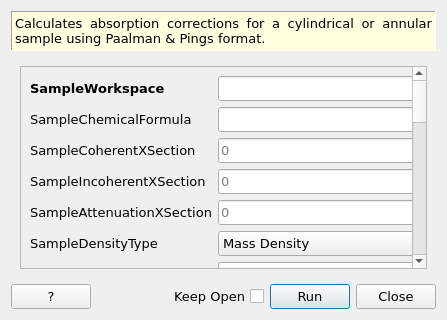 Calculates absorption corrections for a cylindrical or annular
sample using Paalman & Pings format.
SampleWorkspace
SampleChemicalFormula
SampleCoherentXSection 0
SampleIncoherentXSection 0
SampleAttenuationXSection 0
SampleDensityType Mass Density
? Keep Open Run Close